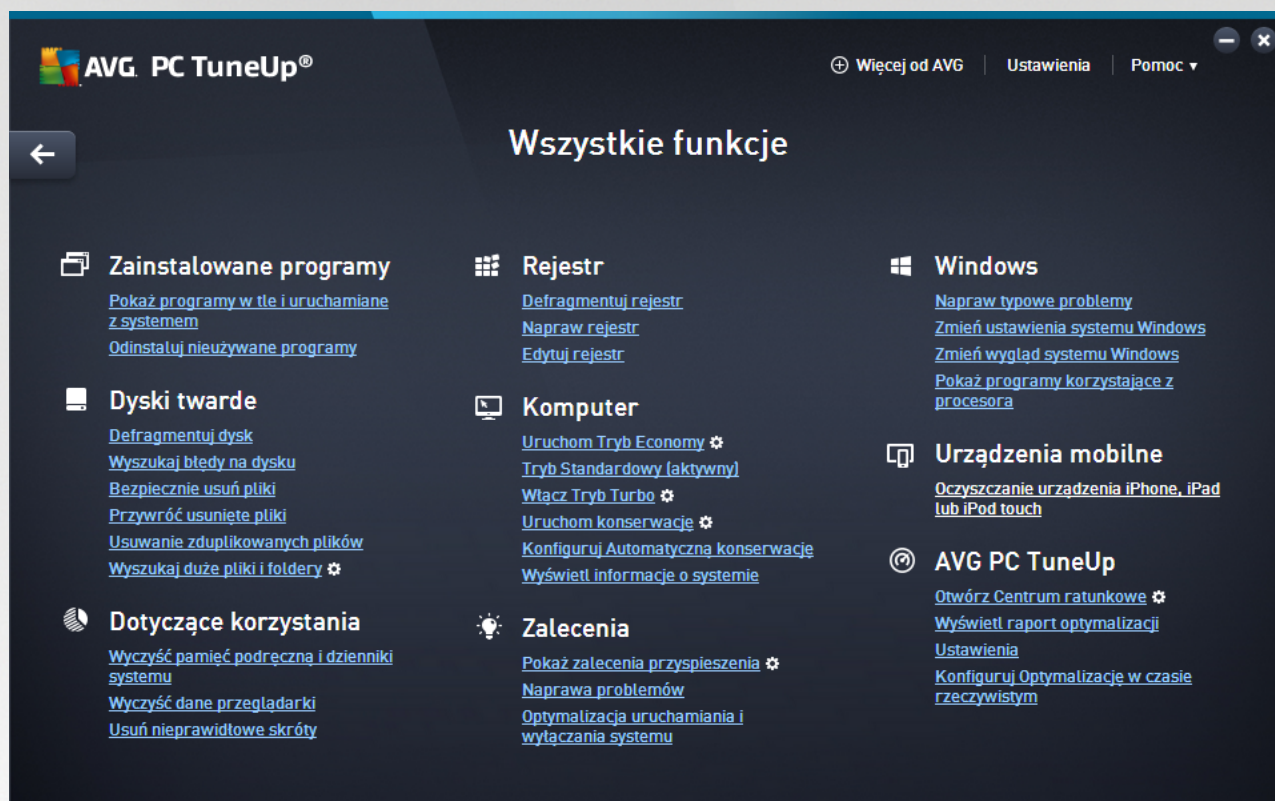 AVG. PC TuneUp®
Więcej od AVG
Ustawienia
Pomoc
Wszystkie funkcje
Zainstalowane programy
Pokaż programy w tle i uruchamiane
z systemem
Odinstaluj nieużywane programy
Dyski twarde
Defragmentuj dysk
Wyszukaj błędy na dysku
Bezpiecznie usuń pliki
Przywróć usunięte pliki
Usuwanie zduplikowanych plików
Wyszukaj duże pliki i foldery
Dotyczące korzystania
Wyczyść pamięć podręczną i dzienniki
systemu
Wyczyść dane przeglądarki
Usuń nieprawidłowe skróty
Rejestr
Defragmentuj rejestr
Napraw rejestr
Edytuj rejestr
Komputer
Uruchom Tryb Economy
Tryb Standardowy (aktywny)
Włącz Tryb Turbo
Uruchom konserwację
Konfiguruj Automatyczną konserwację
Wyświetl informacje o systemie
Zalecenia
Pokaż zalecenia przyspieszenia
Naprawa problemów
Optymalizacja uruchamiania i
wyłączania systemu
Windows
Napraw typowe problemy
Zmień ustawienia systemu Windows
Zmień wygląd systemu Windows
Pokaż programy korzystające z
procesora
Urządzenia mobilne
Oczyszczanie urządzenia iPhone, iPad
lub iPod touch
AVG PC TuneUp
Otwórz Centrum ratunkowe
Wyświetl raport optymalizacji
Ustawienia
Konfiguruj Optymalizację w czasie
rzeczywistym